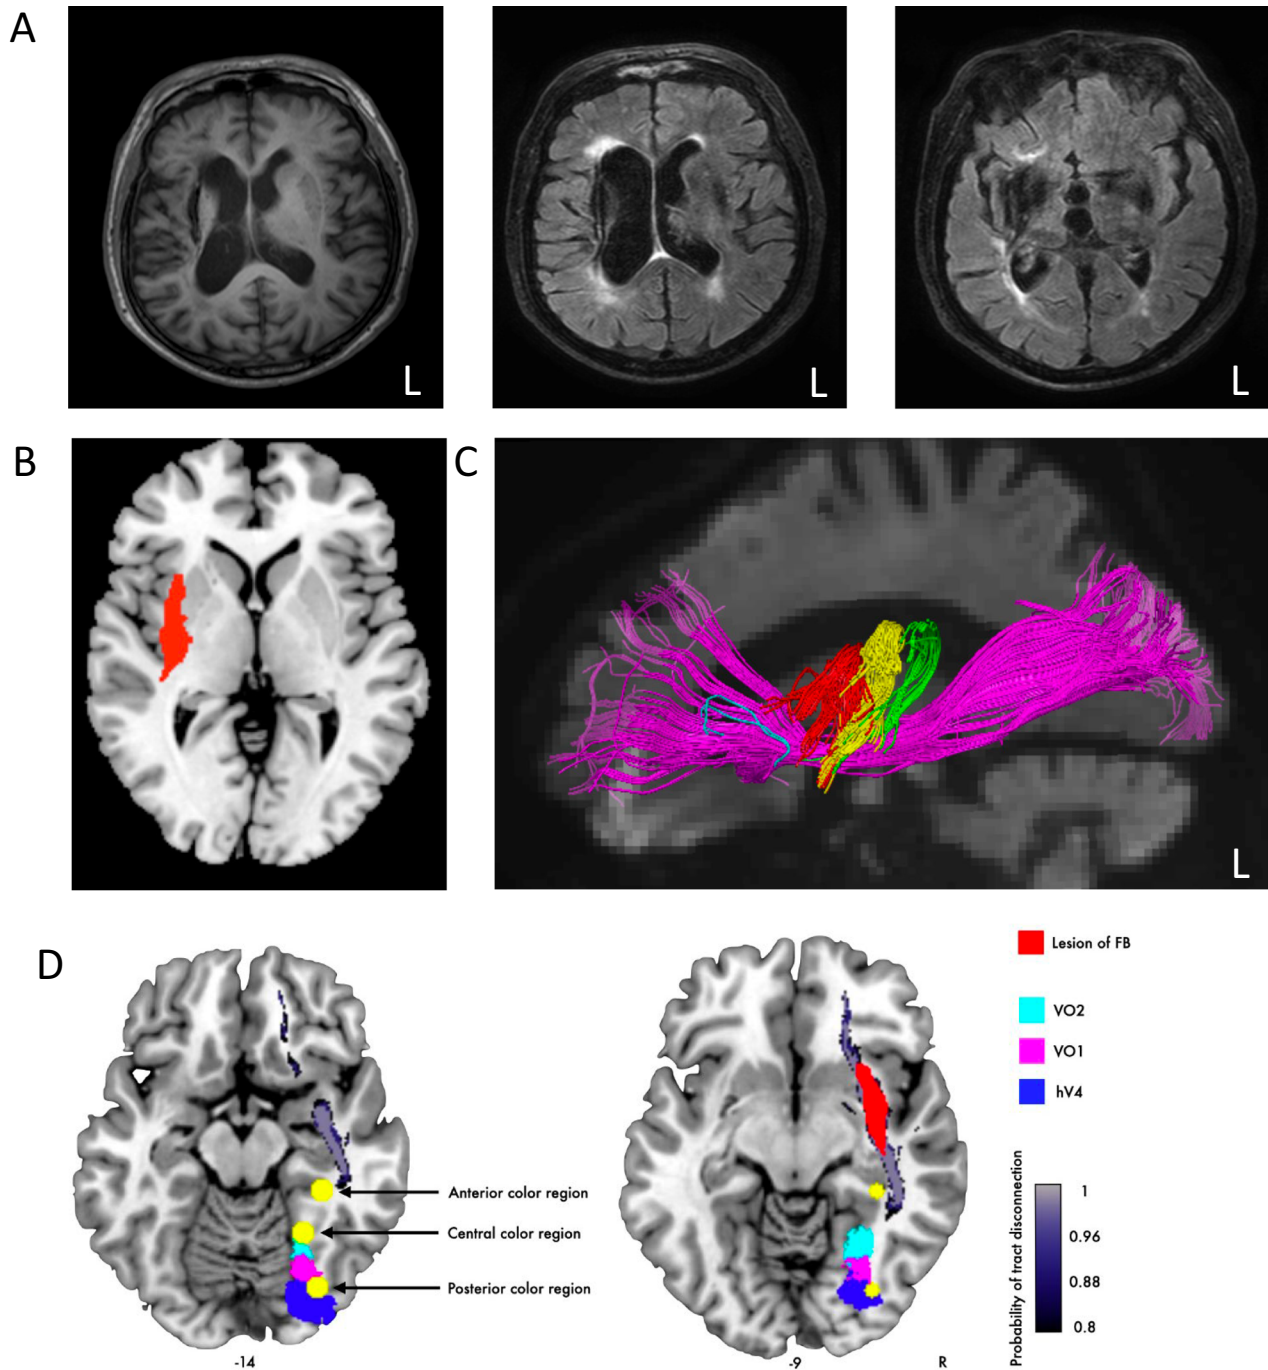 A
L
L
L
B
C
L
D
Lesion of FB
VO2
VO1
hV4
Anterior color region
Central color region
Posterior color region
Probability of tract disconnection
1
0.96
0.88
0.8
-14
-9
R